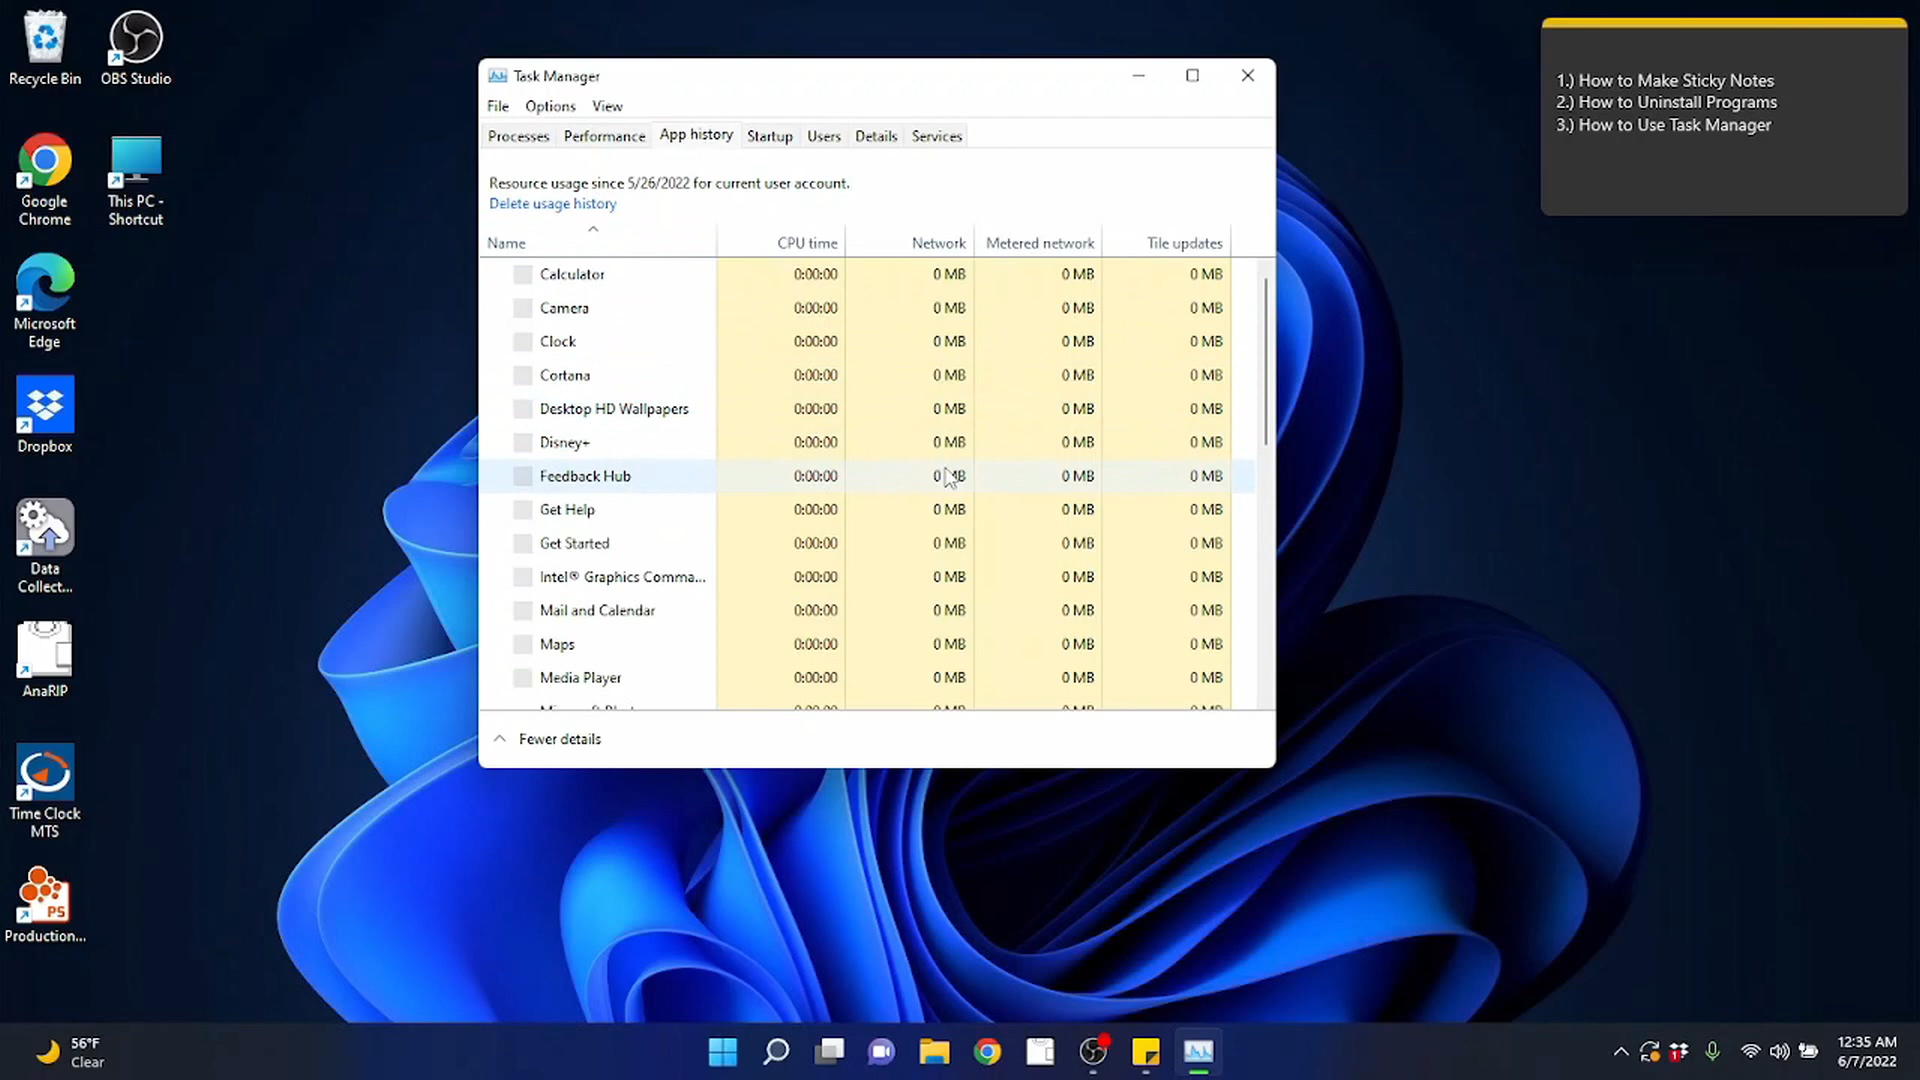 Recycle Bin
OBS Studio
Google
Chrome
This PC -
Shortcut
Microsoft
Edge
Dropbox
Data
Collect...
AnaRIP
Time Clock
MTS
PS
Production...
Task Manager
File Options View
Processes Performance App history Startup Users Details Services
Resource usage since 5/26/2022 for current user account.
Delete usage history
Name CPU time Network Metered network Tile updates
Calculator 0:00:00 0 MB 0 MB 0 MB
Camera 0:00:00 0 MB 0 MB 0 MB
Clock 0:00:00 0 MB 0 MB 0 MB
Cortana 0:00:00 0 MB 0 MB 0 MB
Desktop HD Wallpapers 0:00:00 0 MB 0 MB 0 MB
Disney+ 0:00:00 0 MB 0 MB 0 MB
Feedback Hub 0:00:00 0 MB 0 MB 0 MB
Get Help 0:00:00 0 MB 0 MB 0 MB
Get Started 0:00:00 0 MB 0 MB 0 MB
Intel® Graphics Comma... 0:00:00 0 MB 0 MB 0 MB
Mail and Calendar 0:00:00 0 MB 0 MB 0 MB
Maps 0:00:00 0 MB 0 MB 0 MB
Media Player 0:00:00 0 MB 0 MB 0 MB
Fewer details
1.) How to Make Sticky Notes
2.) How to Uninstall Programs
3.) How to Use Task Manager
56°F
Clear
12:35 AM
6/7/2022